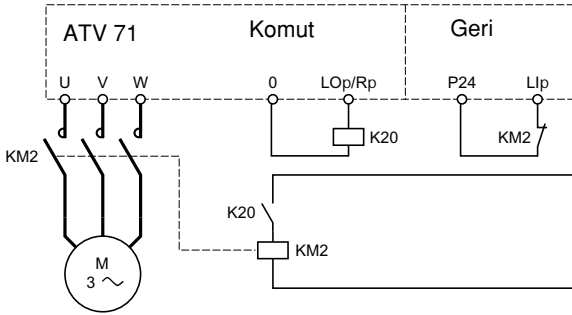 ATV 71 Komut Geri
U V W 0 LOp/Rp P24 LIp
KM2 K20 KM2
K20
KM2
M
3